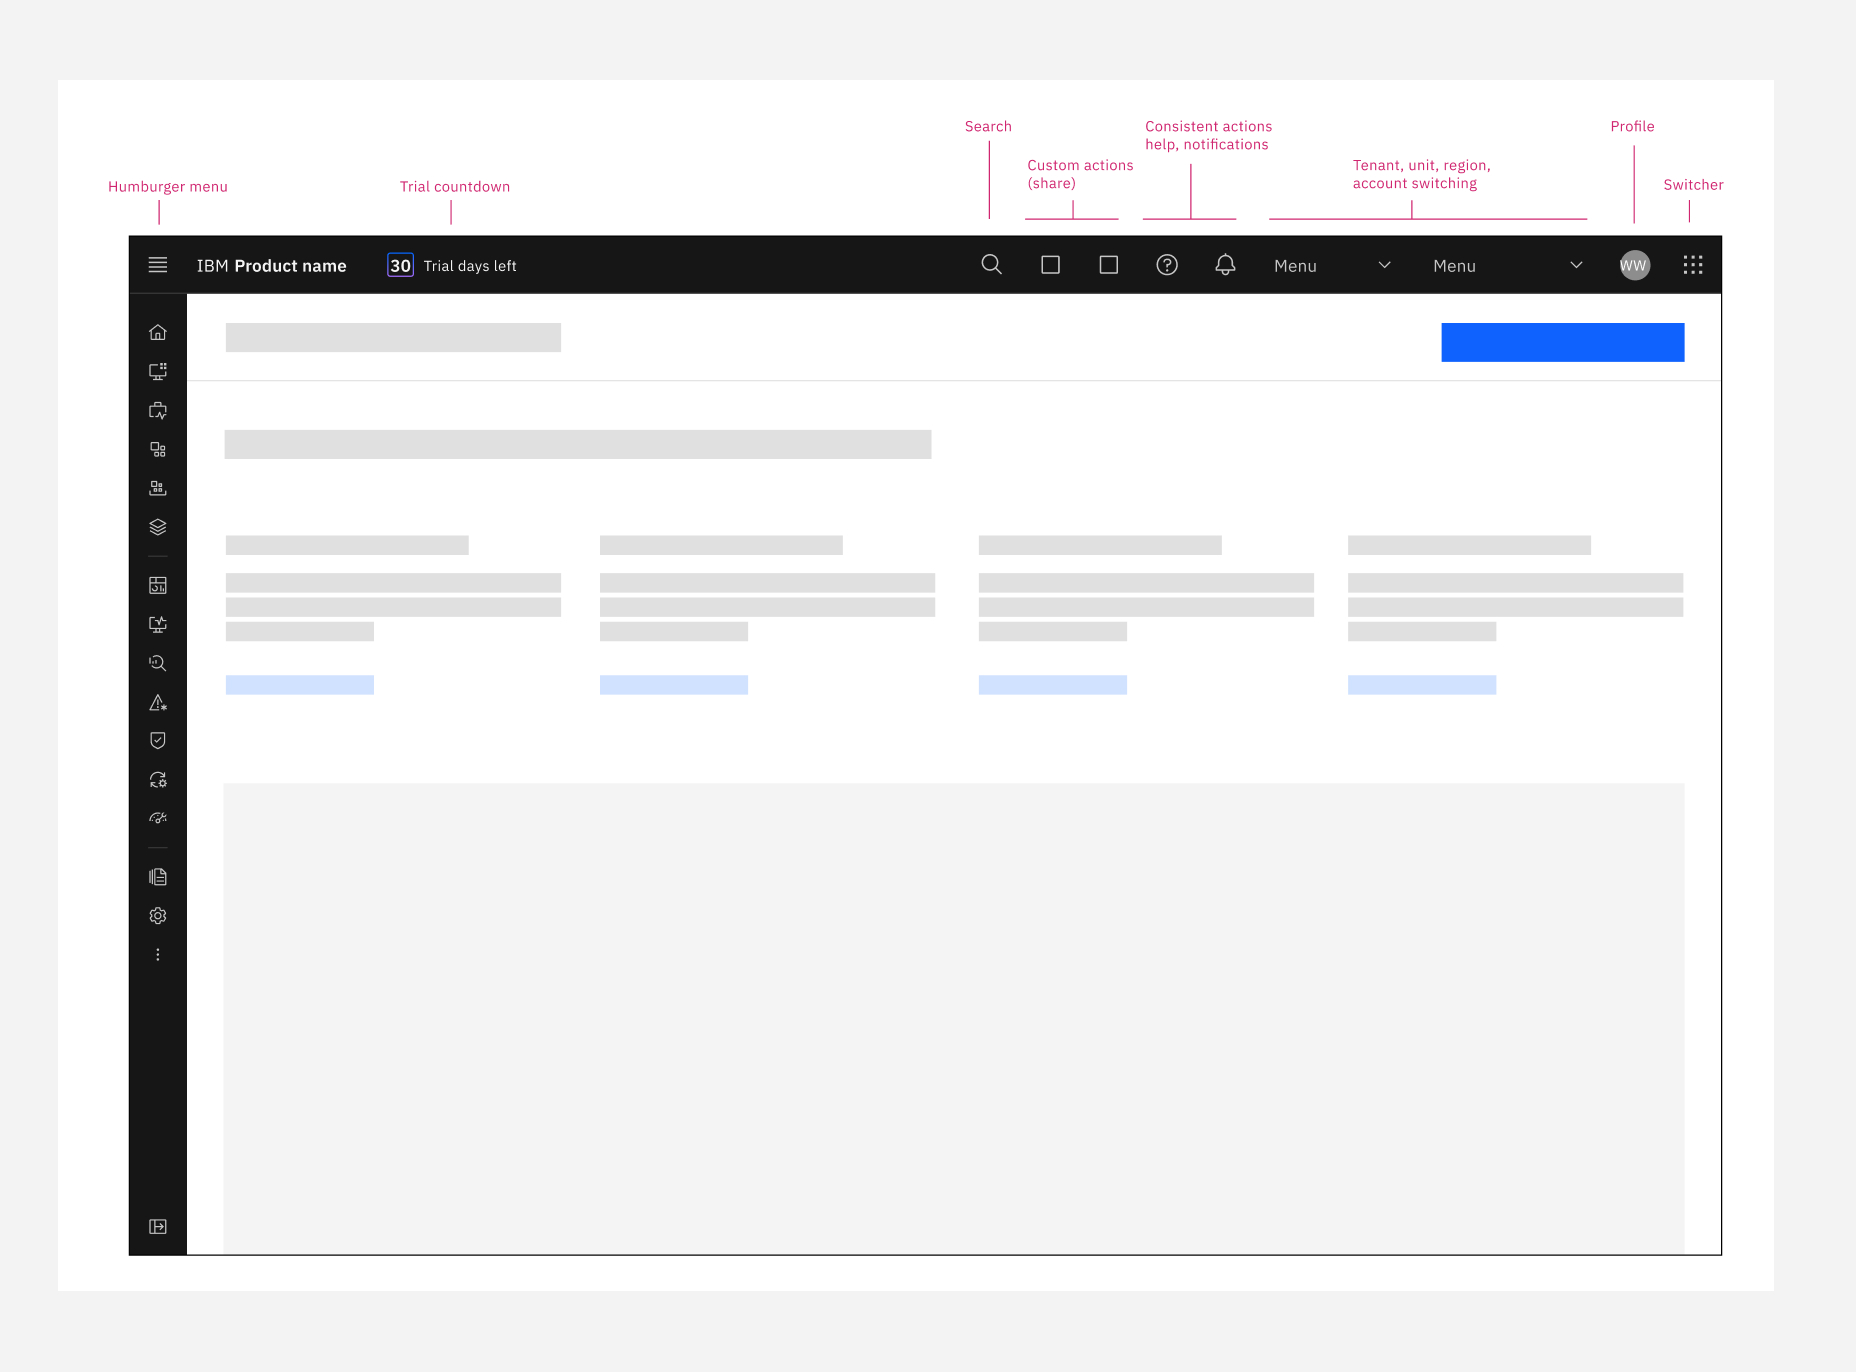 Search
Consistent actions
help, notifications
Profile
Custom actions
(share)
Tenant, unit, region,
account switching
Humburger menu
Trial countdown
Switcher
IBM Product name
30 Trial days left
Menu
Menu
WW